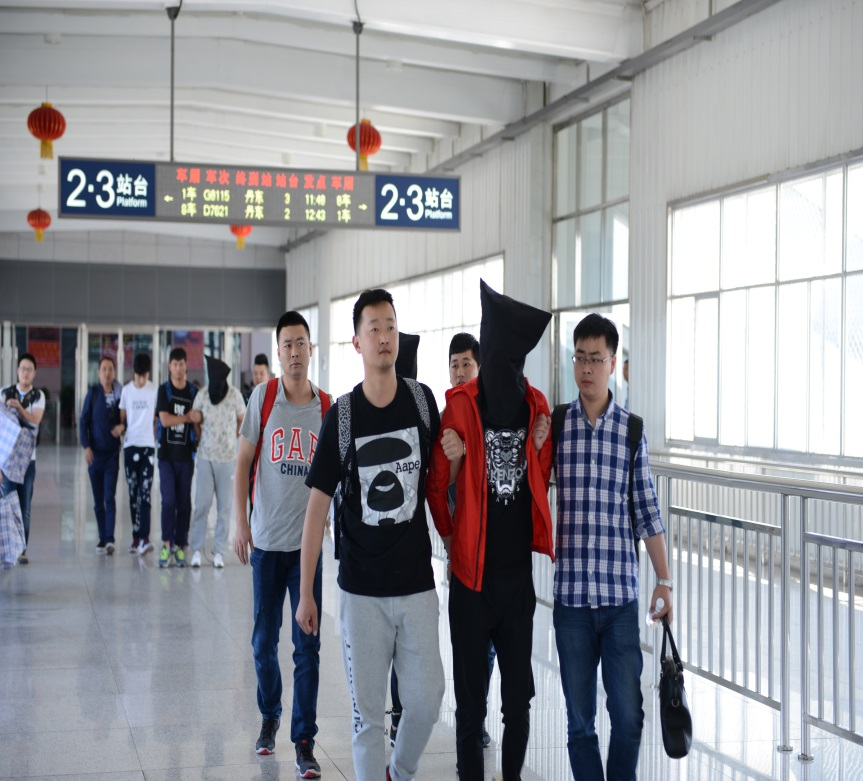 2·3站台
Platform
车厢 车次 终到站 站台 发点 车厢
1车 G8115 丹东 3 11:40 8车
8车 D7621 丹东 2 12:43 1车
2·3站台
Platform
GAP
CHINA
Aape
KENZO